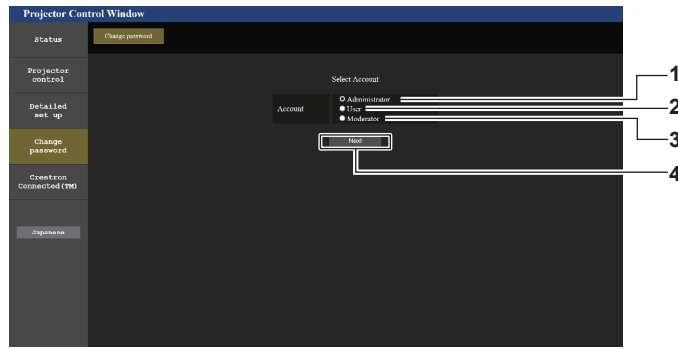 Projector Control Window
Status
Change password
Projector
control
Select Account
Account
Administrator
User
Moderator
Detailed
set up
Next
Change
password
Crestron
Connected(TM)
Japanese
1
2
3
4